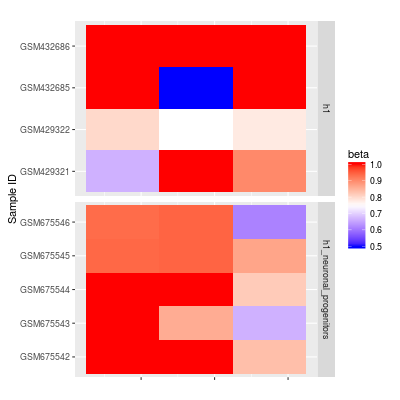 Sample ID
GSM432686
GSM432685
GSM429322
GSM429321
h1
GSM675546
GSM675545
GSM675544
GSM675543
GSM675542
h1_neuronal_progenitors
beta
1.0
0.9
0.8
0.7
0.6
0.5